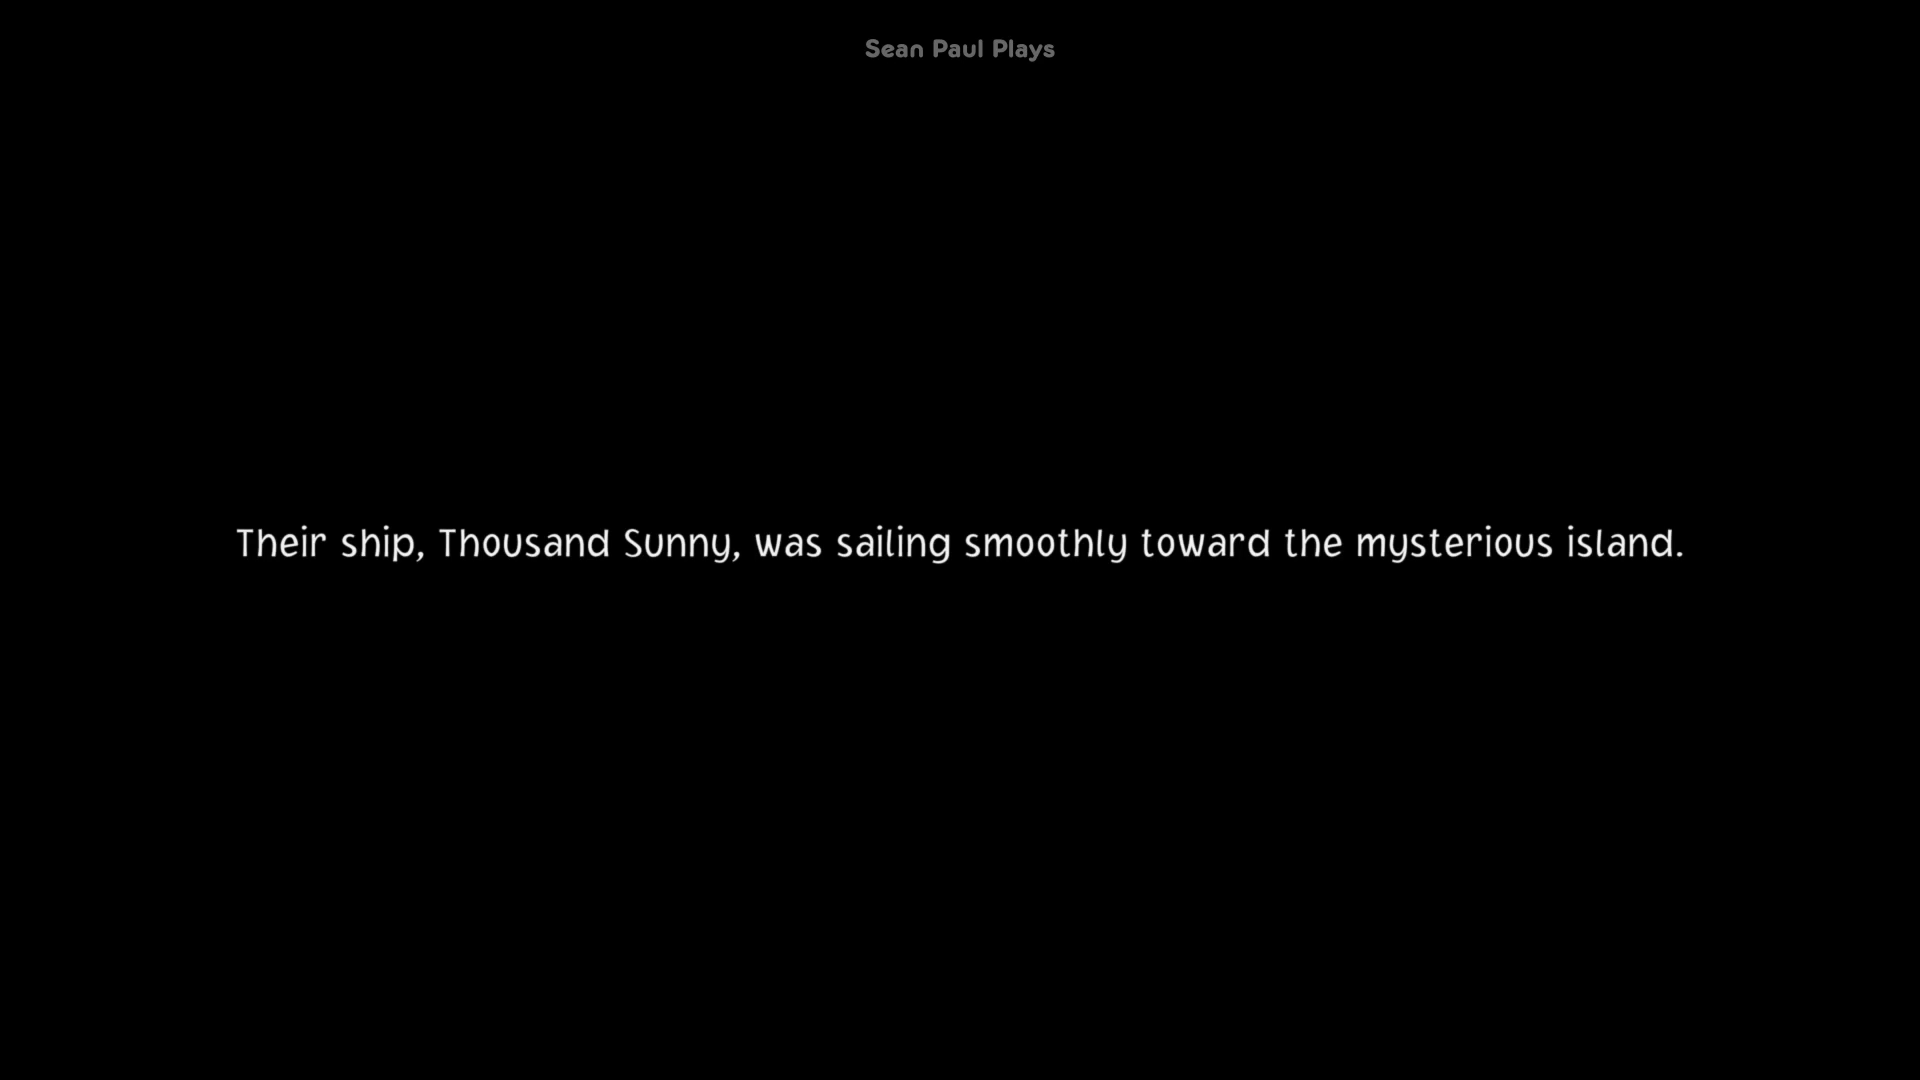 Sean Paul Plays
Their ship, Thousand Sunny, was sailing smoothly toward the mysterious island.